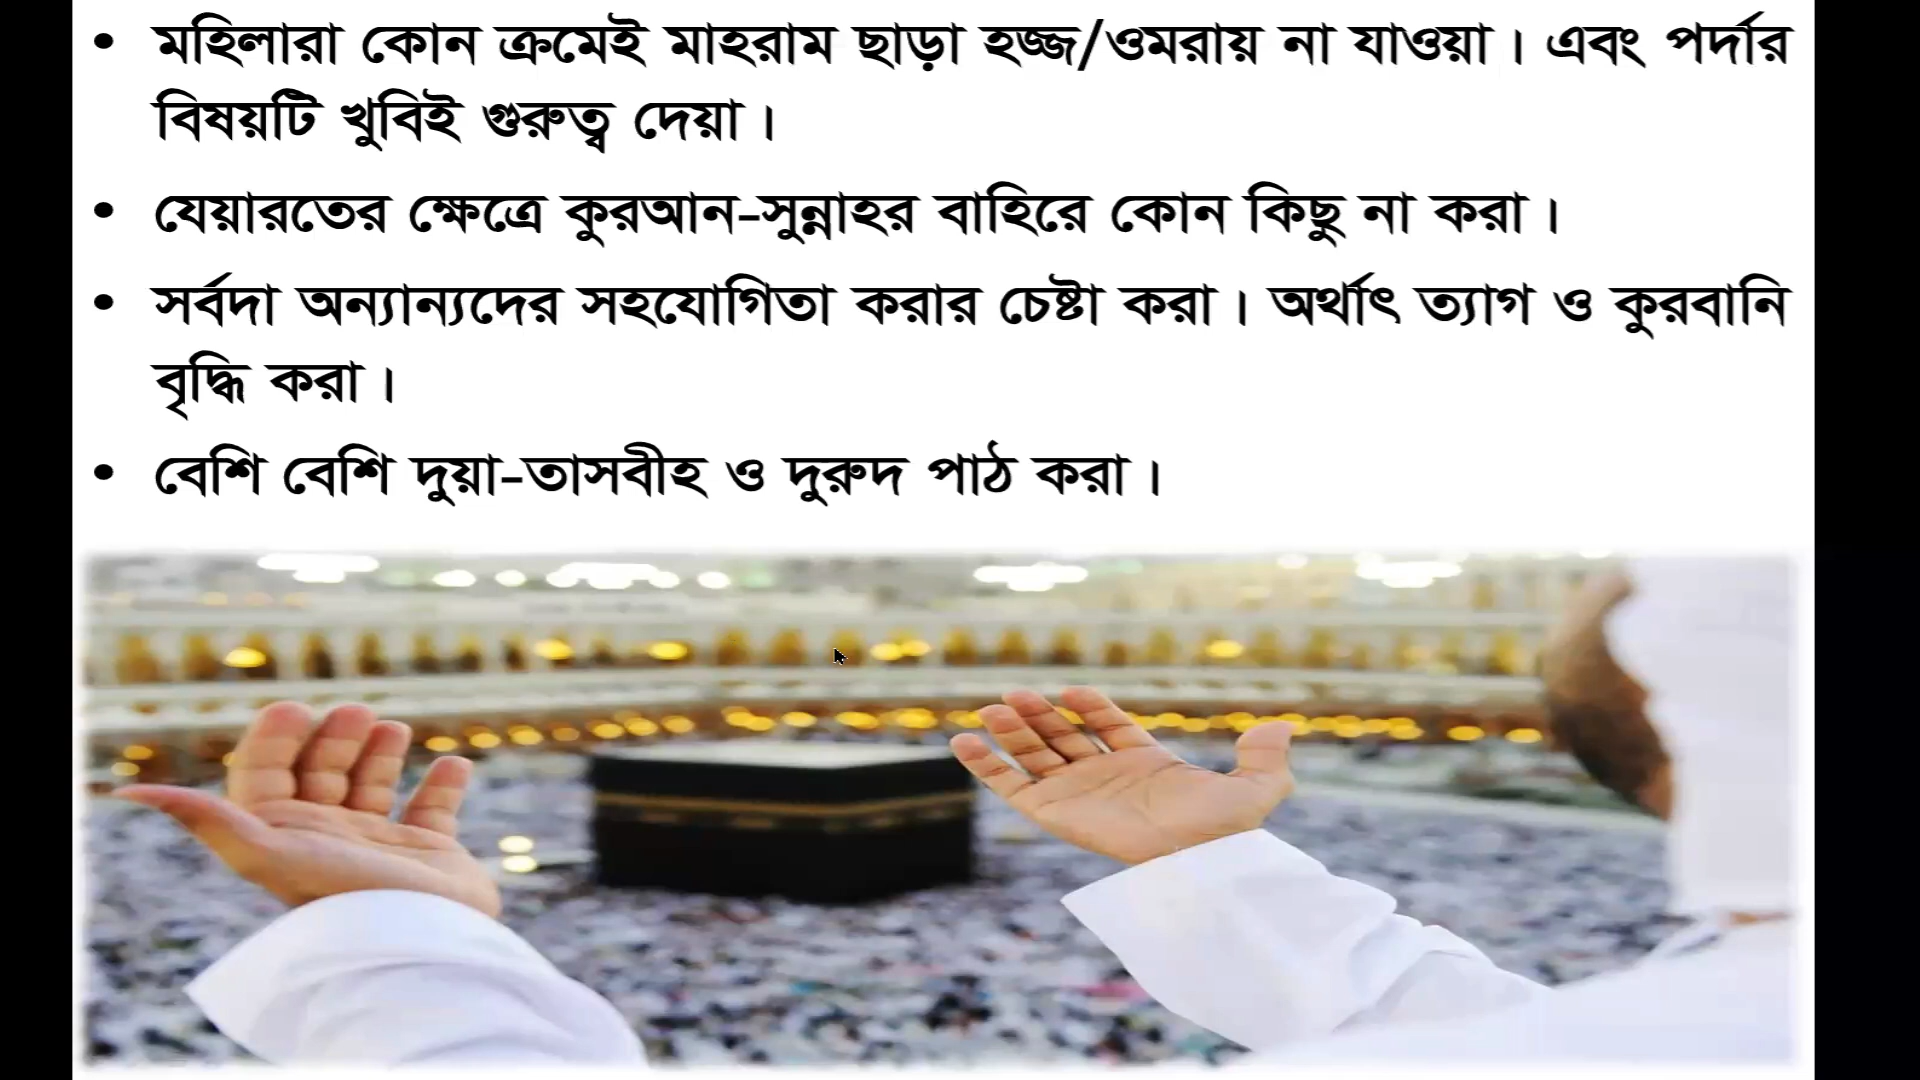 • মহিলারা কোন ক্রমেই মাহরাম ছাড়া হজ্জ/ওমরায় না যাওয়া। এবং পর্দার
বিষয়টি খুবিই গুরুত্ব দেয়া।
• যেয়ারতের ক্ষেত্রে কুরআন-সুন্নাহর বাহিরে কোন কিছু না করা।
• সর্বদা অন্যান্যদের সহযোগিতা করার চেষ্টা করা। অর্থাৎ ত্যাগ ও কুরবানি
বৃদ্ধি করা।
• বেশি বেশি দুয়া-তাসবীহ ও দুরুদ পাঠ করা।